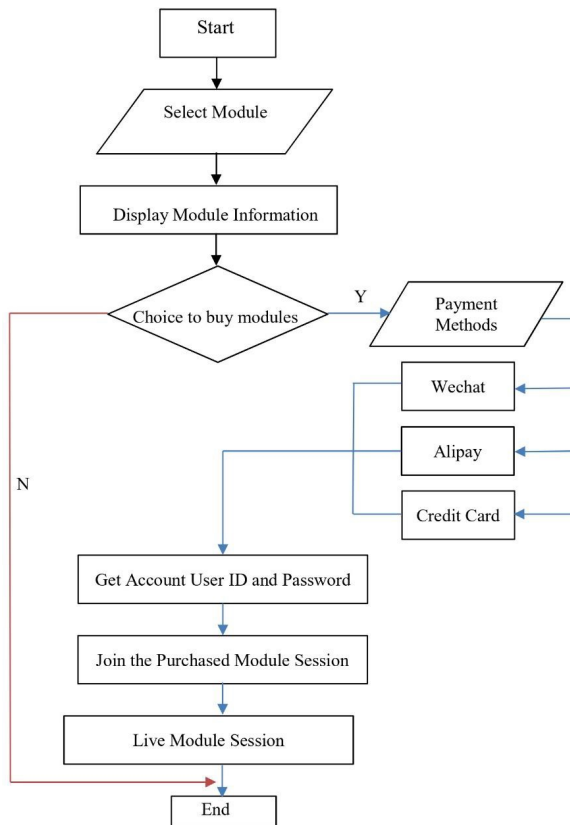 Start
Select Module
Display Module Information
Choice to buy modules
Y
Payment
Methods
Wechat
Alipay
N
Credit Card
Get Account User ID and Password
Join the Purchased Module Session
Live Module Session
End